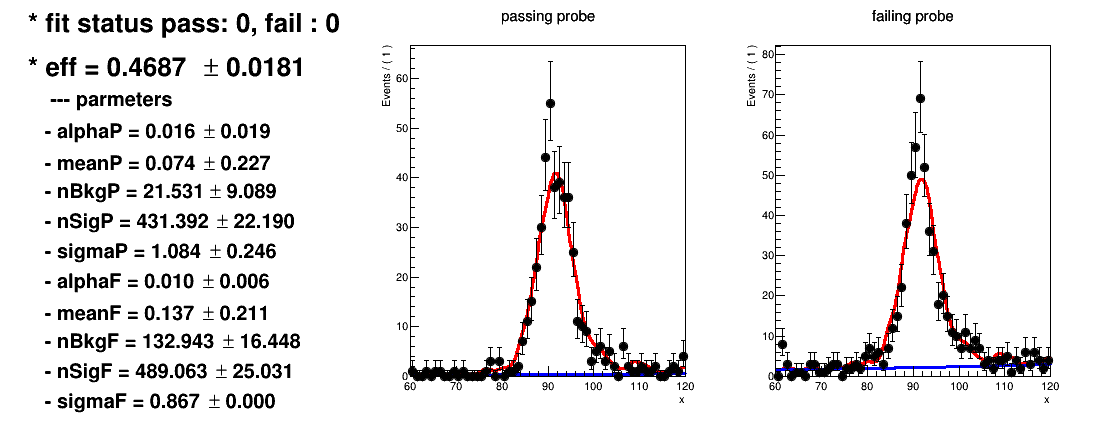 * fit status pass: 0, fail : 0
* eff = 0.4687 ± 0.0181
--- parmeters
- alphaP = 0.016 ± 0.019
- meanP = 0.074 ± 0.227
- nBkgP = 21.531 ± 9.089
- nSigP = 431.392 ± 22.190
- sigmaP = 1.084 ± 0.246
- alphaF = 0.010 ± 0.006
- meanF = 0.137 ± 0.211
- nBkgF = 132.943 ± 16.448
- nSigF = 489.063 ± 25.031
- sigmaF = 0.867 ± 0.000
passing probe
Events / ( 1 )
60
50
40
30
20
10
0
60 70 80 90 100 110 120
x
failing probe
Events / ( 1 )
80
70
60
50
40
30
20
10
0
60 70 80 90 100 110 120
x